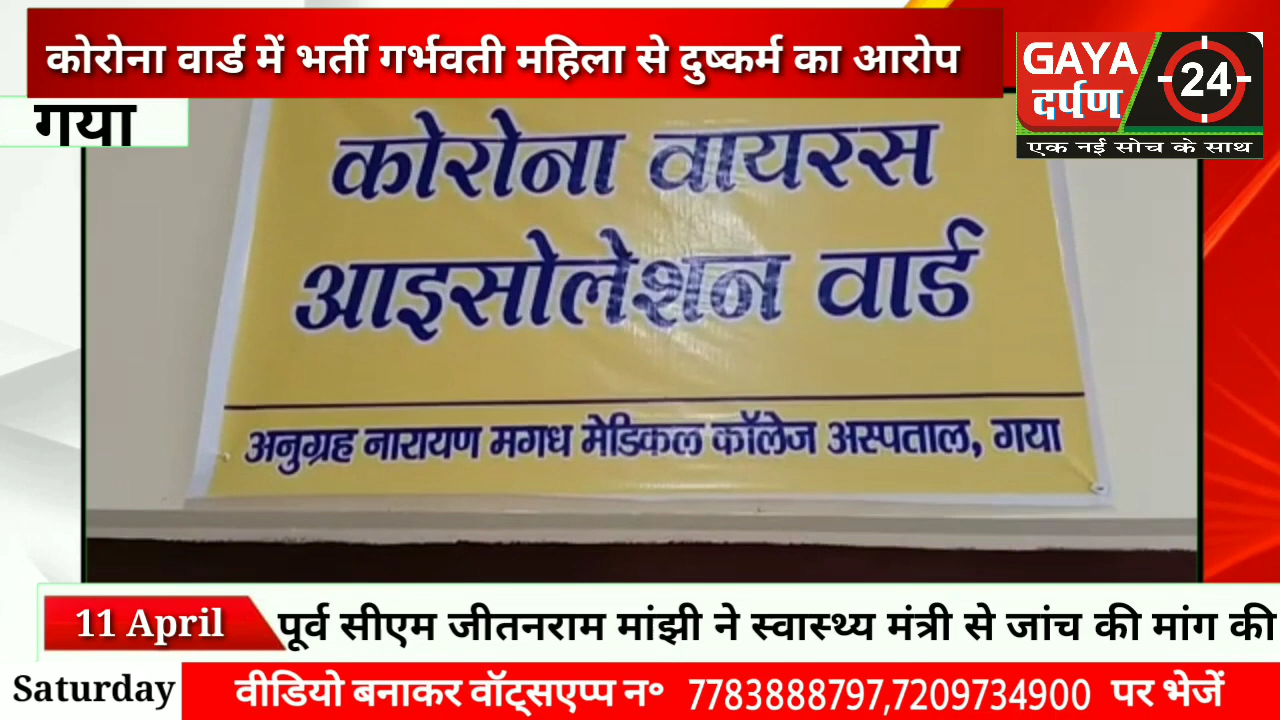 कोरोना वार्ड में भर्ती गर्भवती महिला से दुष्कर्म का आरोप
GAYA
दर्पण
24
एक नई सोच के साथ
गया
कोरोना वायरस
आइसोलेशन वार्ड
अनुग्रह नारायण मगध मेडिकल कॉलेज अस्पताल, गया
11 April
पूर्व सीएम जीतनराम मांझी ने स्वास्थ्य मंत्री से जांच की मांग की
Saturday
वीडियो बनाकर वॉट्सएप्प न० 7783888797,7209734900 पर भेजें